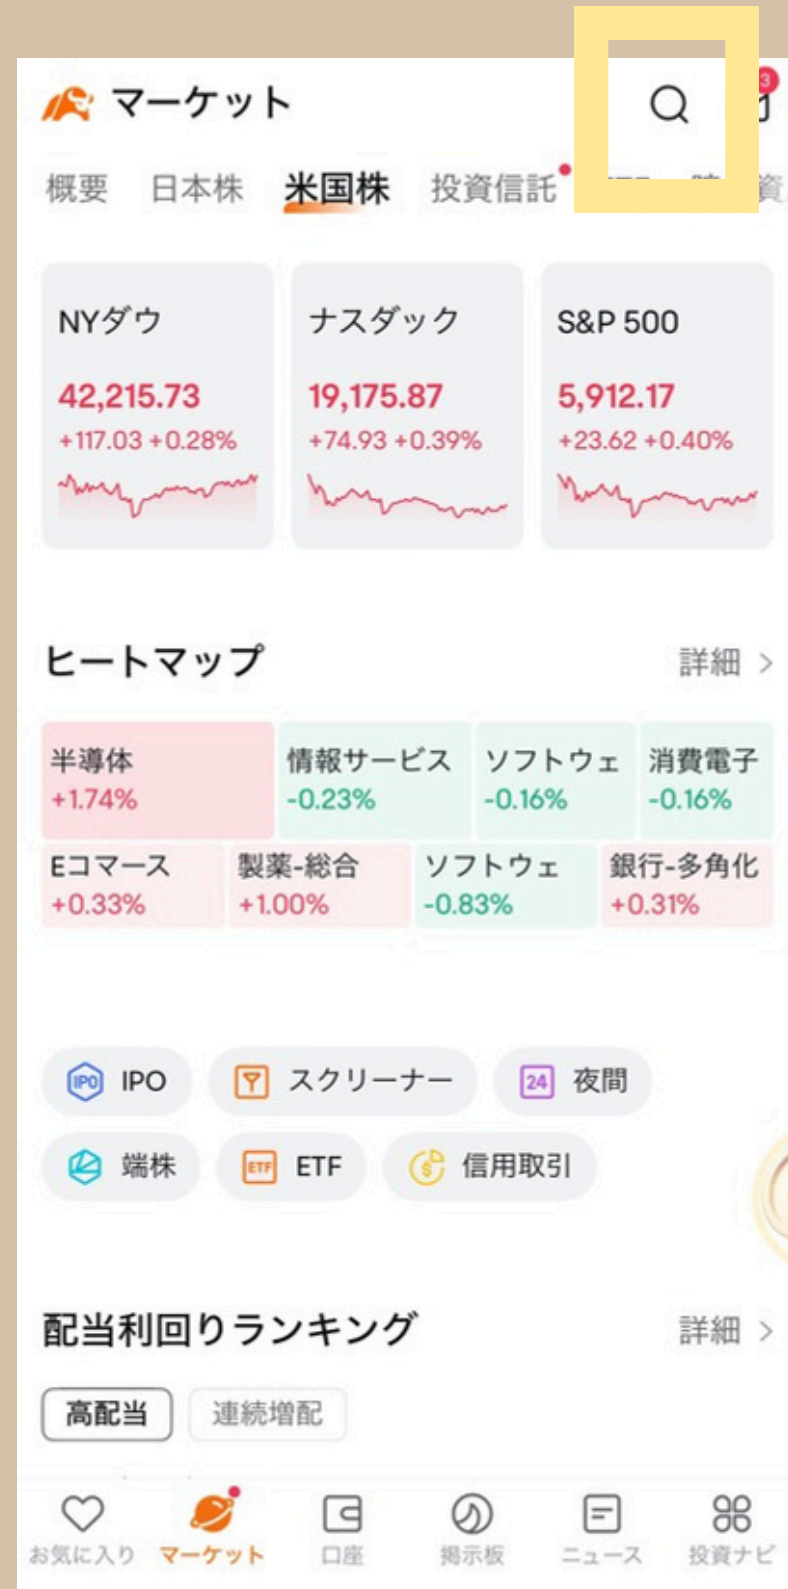 マーケット
3
概要 日本株 米国株 投資信託 資
NYダウ ナスダック S&P 500
42,215.73 19,175.87 5,912.17
+117.03 +0.28% +74.93 +0.39% +23.62 +0.40%
ヒートマップ 詳細 >
半導体 情報サービス ソフトウェ 消費電子
+1.74% -0.23% -0.16% -0.16%
Eコマース 製薬-総合 ソフトウェ 銀行-多角化
+0.33% +1.00% -0.83% +0.31%
IPO IPO スクリーナー 24 夜間
端株 ETF ETF $ 信用取引
配当利回りランキング 詳細 >
高配当 連続増配
お気に入り マーケット 口座 掲示板 ニュース 投資ナビ